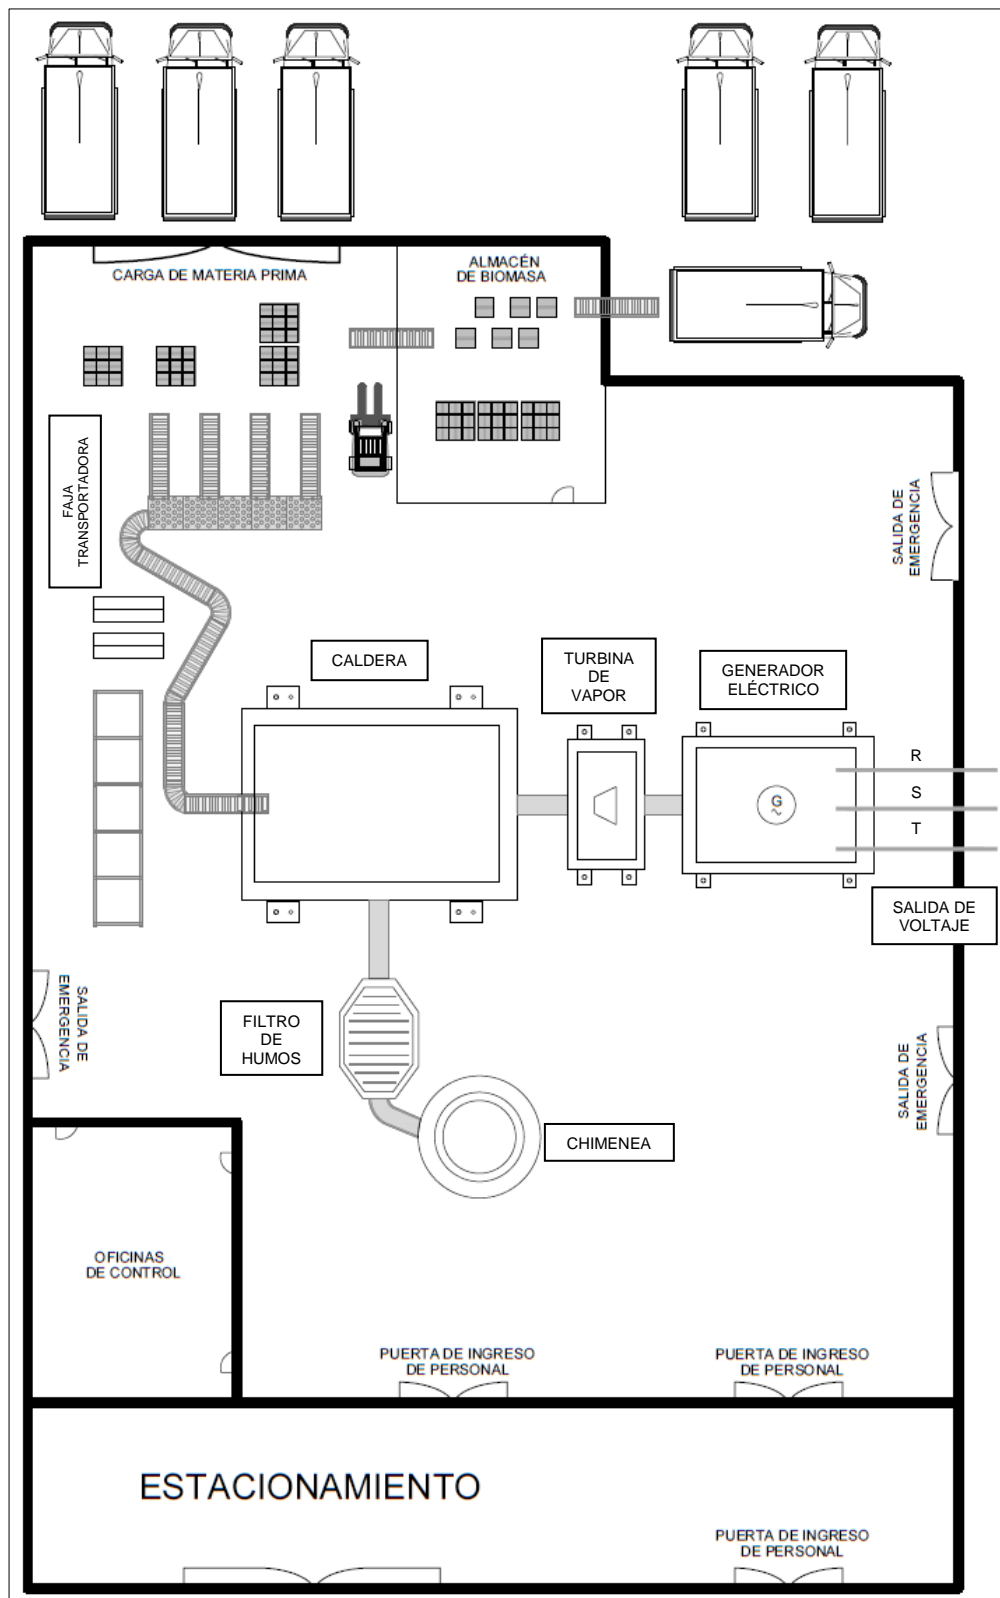 CARGA DE MATERIA PRIMA
ALMACÉN
DE BIOMASA
FAJA
TRANSPORTADORA
SALIDA DE
EMERGENCIA
CALDERA
TURBINA
DE
VAPOR
GENERADOR
ELÉCTRICO
R
S
T
G
~
SALIDA DE
VOLTAJE
SALIDA DE
EMERGENCIA
FILTRO
DE
HUMOS
SALIDA DE
EMERGENCIA
CHIMENEA
OFICINAS
DE CONTROL
PUERTA DE INGRESO
DE PERSONAL
PUERTA DE INGRESO
DE PERSONAL
ESTACIONAMIENTO
PUERTA DE INGRESO
DE PERSONAL